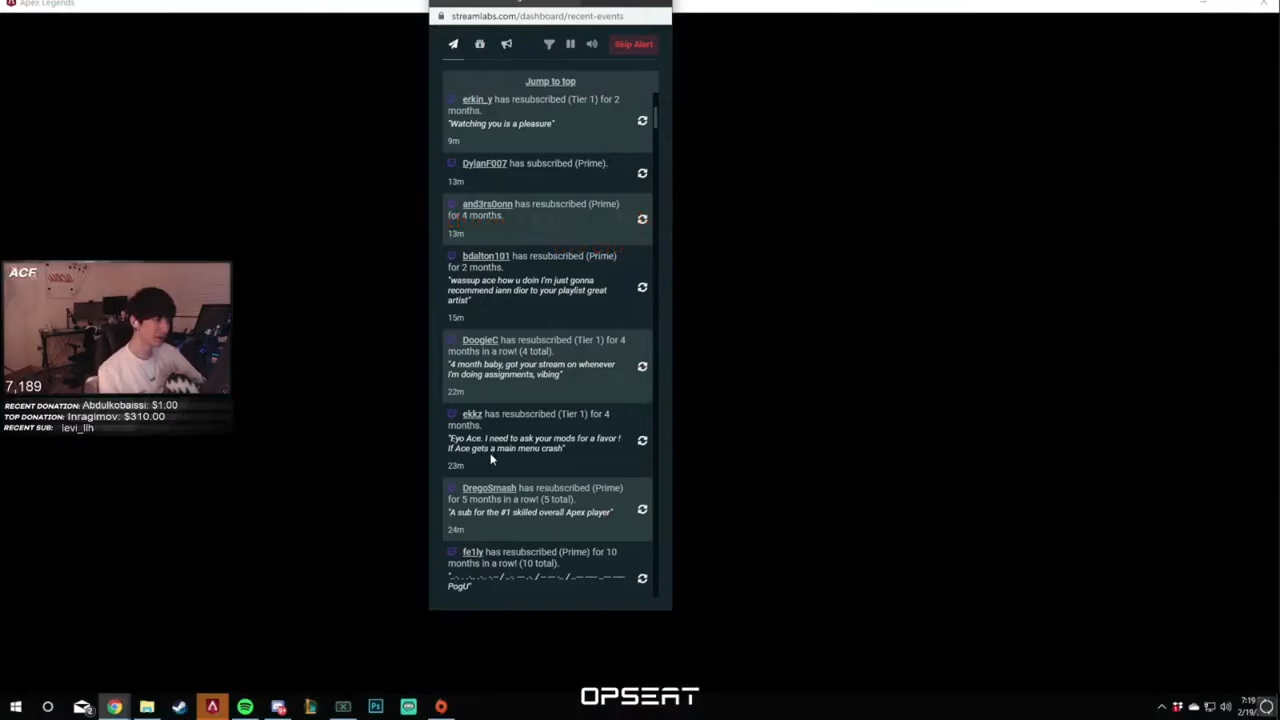 Apex Legends
streamlabs.com/dashboard/recent-events
Skip Alert
Jump to top
erkin_y has resubscribed (Tier 1) for 2
months.
"Watching you is a pleasure"
9m
DylanF007 has subscribed (Prime).
13m
and3rs0onn has resubscribed (Prime)
for 4 months.
13m
bdalton101 has resubscribed (Prime)
for 2 months.
"wassup ace how u doin I'm just gonna
recommend iann dior to your playlist great
artist"
15m
DoogieC has resubscribed (Tier 1) for 4
months in a row! (4 total).
"4 month baby, got your stream on whenever
I'm doing assignments, vibing"
22m
ekkz has resubscribed (Tier 1) for 4
months.
"Eyo Ace. I need to ask your mods for a favor !
If Ace gets a main menu crash"
23m
DregoSmash has resubscribed (Prime)
for 5 months in a row! (5 total).
"A sub for the #1 skilled overall Apex player"
24m
fe1ly has resubscribed (Prime) for 10
months in a row! (10 total).
PogU"
ACE
7,189
RECENT DONATION: Abdulkobaissi: $1.00
TOP DONATION: Inragimov: $310.00
RECENT SUB: levi_llh
OPSEAT
Ps
7:19
2/19